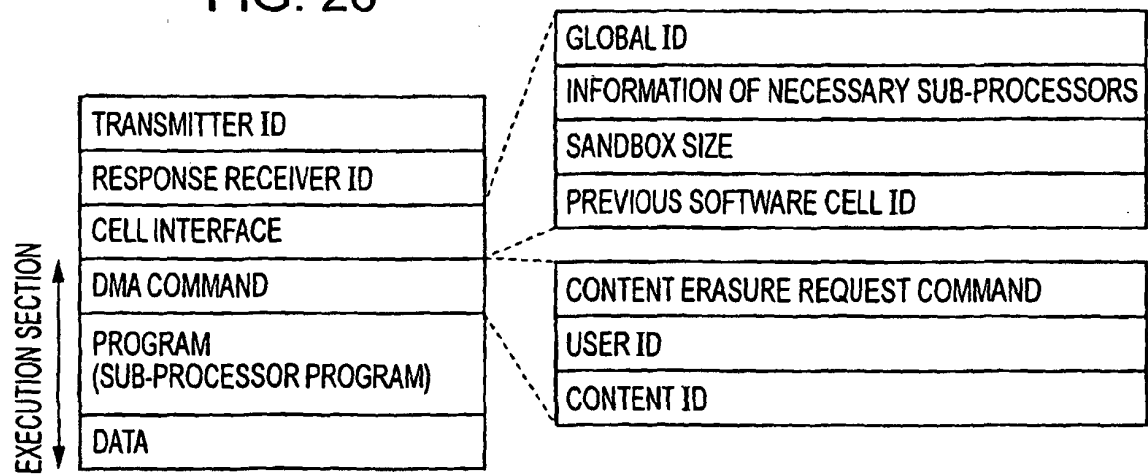 TRANSMITTER ID
RESPONSE RECEIVER ID
CELL INTERFACE
DMA COMMAND
PROGRAM
(SUB-PROCESSOR PROGRAM)
DATA
EXECUTION SECTION
GLOBAL ID
INFORMATION OF NECESSARY SUB-PROCESSORS
SANDBOX SIZE
PREVIOUS SOFTWARE CELL ID
CONTENT ERASURE REQUEST COMMAND
USER ID
CONTENT ID